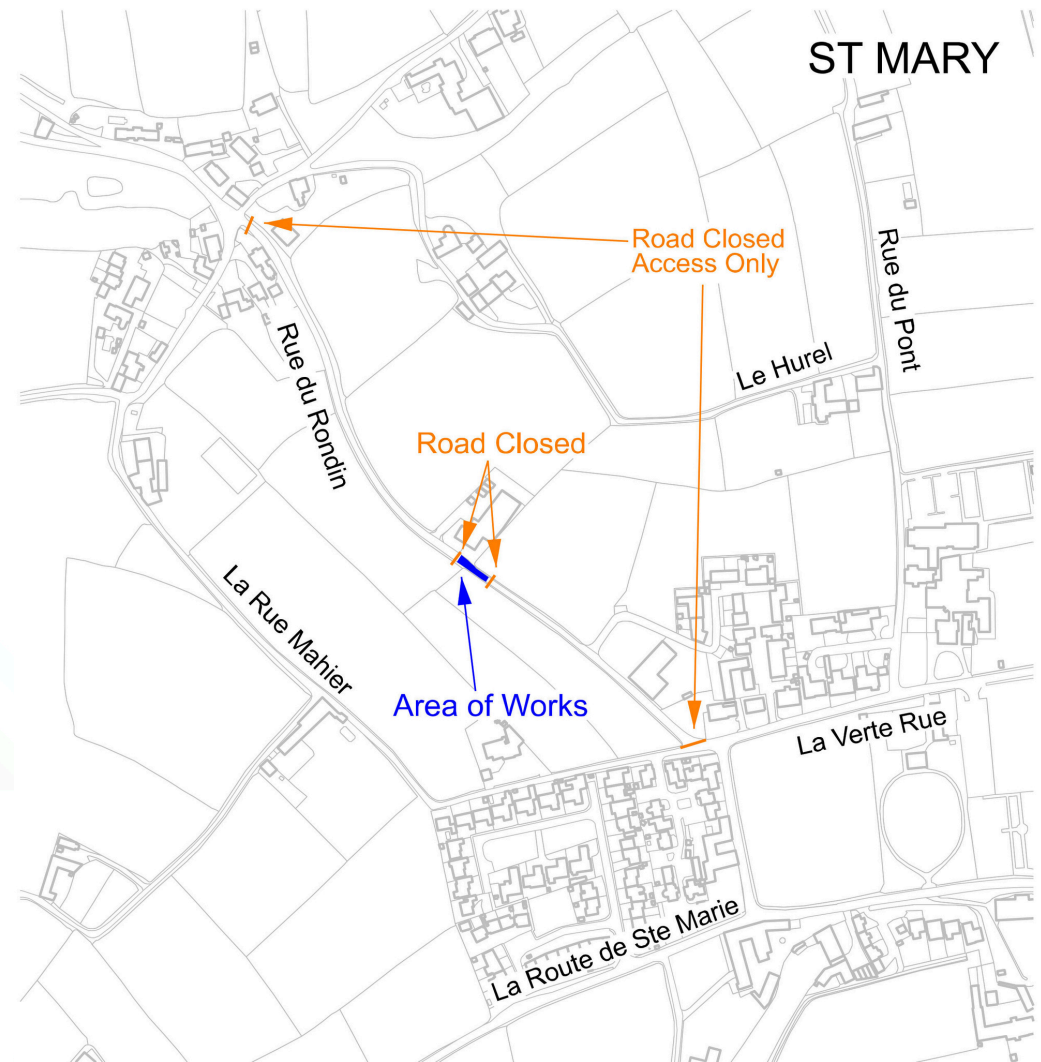 ST MARY
Road Closed
Access Only
Rue du Pont
Rue du Rondin
Le Hurel
Road Closed
La Rue Mahier
Area of Works
La Verte Rue
La Route de Ste Marie